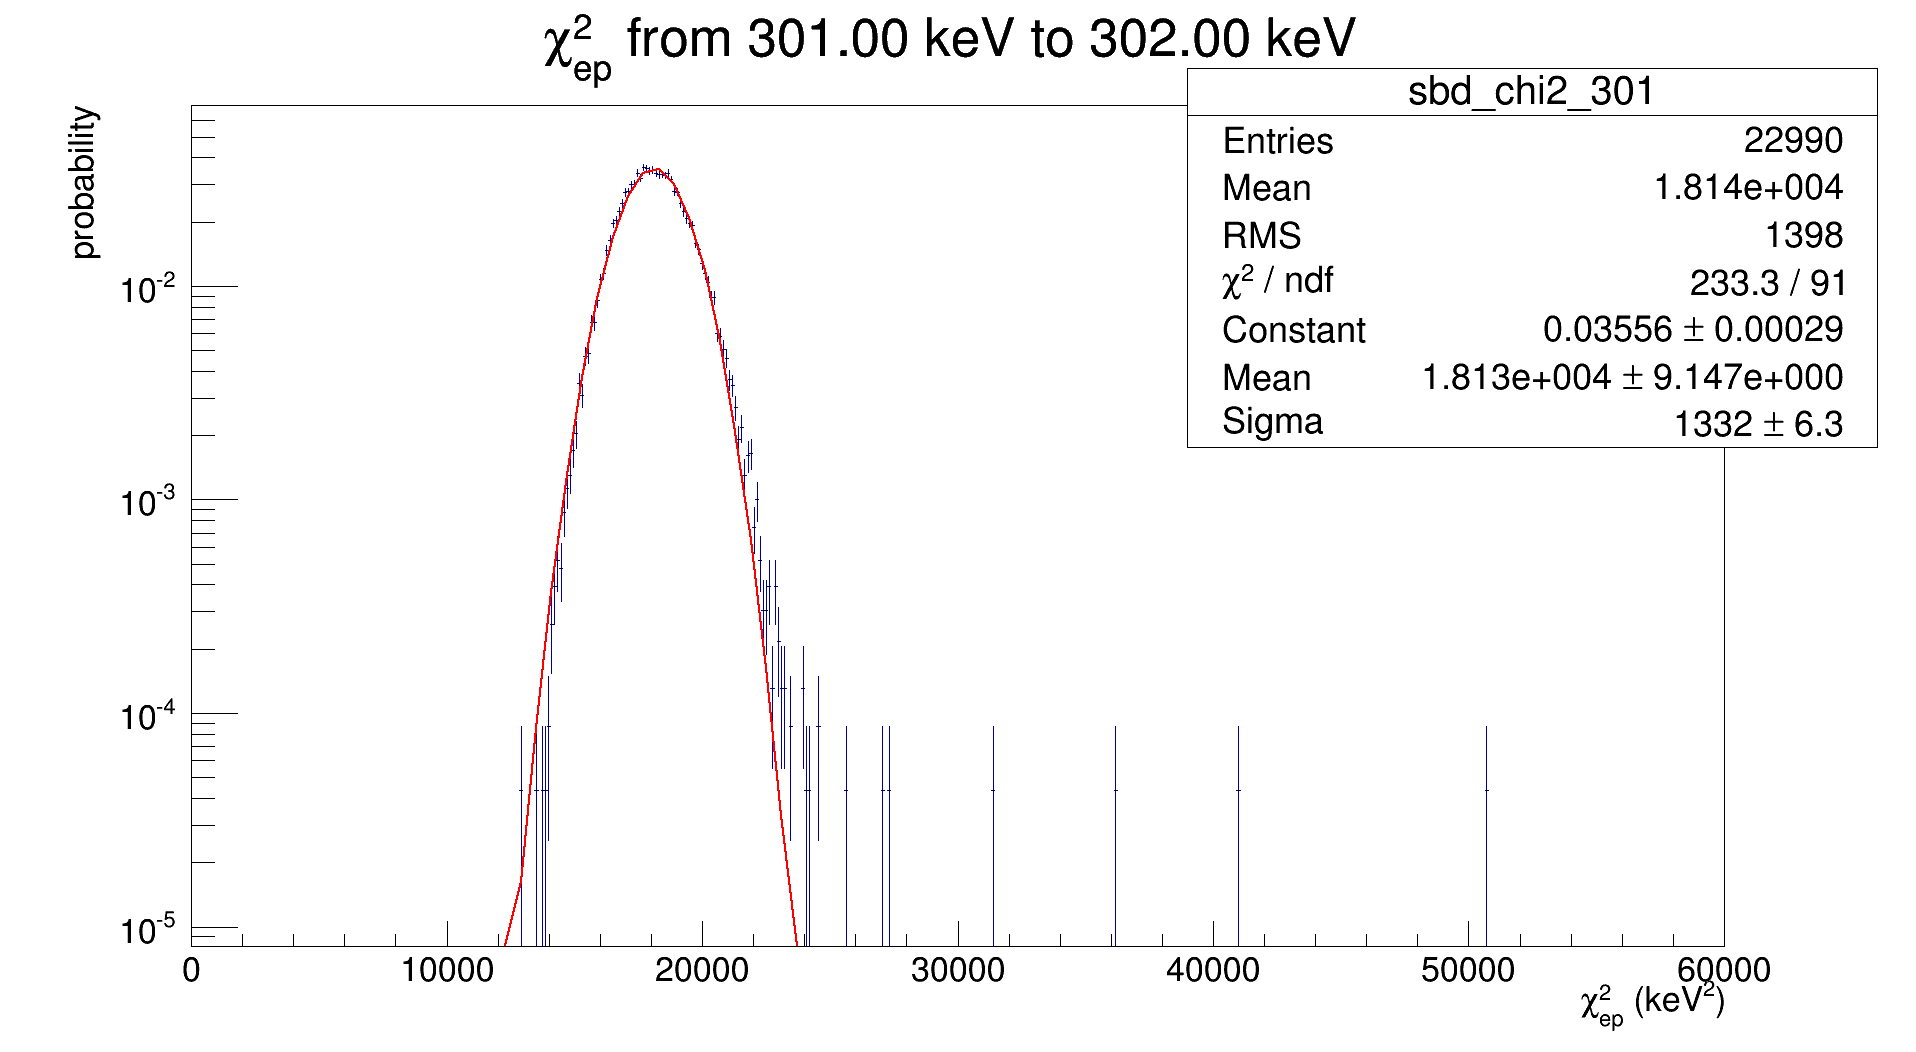 χ²ep from 301.00 keV to 302.00 keV
sbd_chi2_301
Entries 22990
Mean 1.814e+004
RMS 1398
χ² / ndf 233.3 / 91
Constant 0.03556 ± 0.00029
Mean 1.813e+004 ± 9.147e+000
Sigma 1332 ± 6.3
probability
10-2
10-3
10-4
10-5
0 10000 20000 30000 40000 50000 60000
χ²ep (keV²)